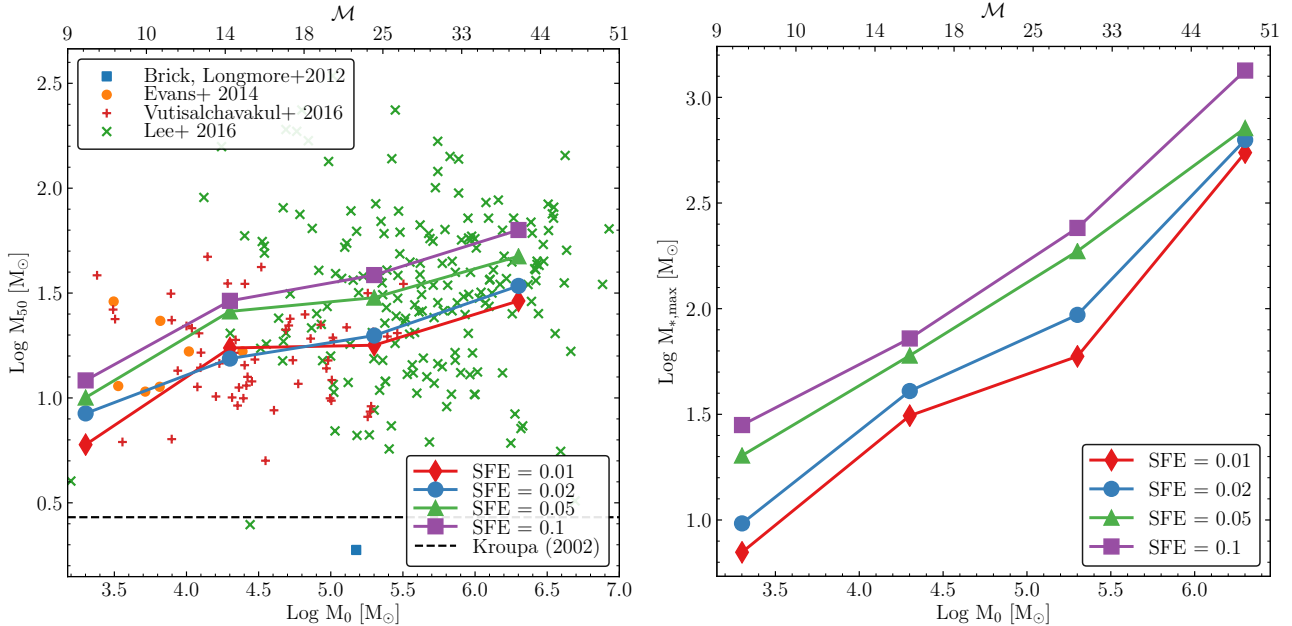 ℳ
9 10 14 18 25 33 44 51
Brick, Longmore+2012
Evans+ 2014
Vutisalchavakul+ 2016
Lee+ 2016
2.5
2.0
1.5
1.0
0.5
Log M₅₀ [M⊙]
SFE = 0.01
SFE = 0.02
SFE = 0.05
SFE = 0.1
Kroupa (2002)
3.5 4.0 4.5 5.0 5.5 6.0 6.5 7.0
Log M₀ [M⊙]
ℳ
9 10 14 18 25 33 44 51
3.0
2.5
2.0
1.5
1.0
Log M*,max [M⊙]
SFE = 0.01
SFE = 0.02
SFE = 0.05
SFE = 0.1
3.5 4.0 4.5 5.0 5.5 6.0
Log M₀ [M⊙]